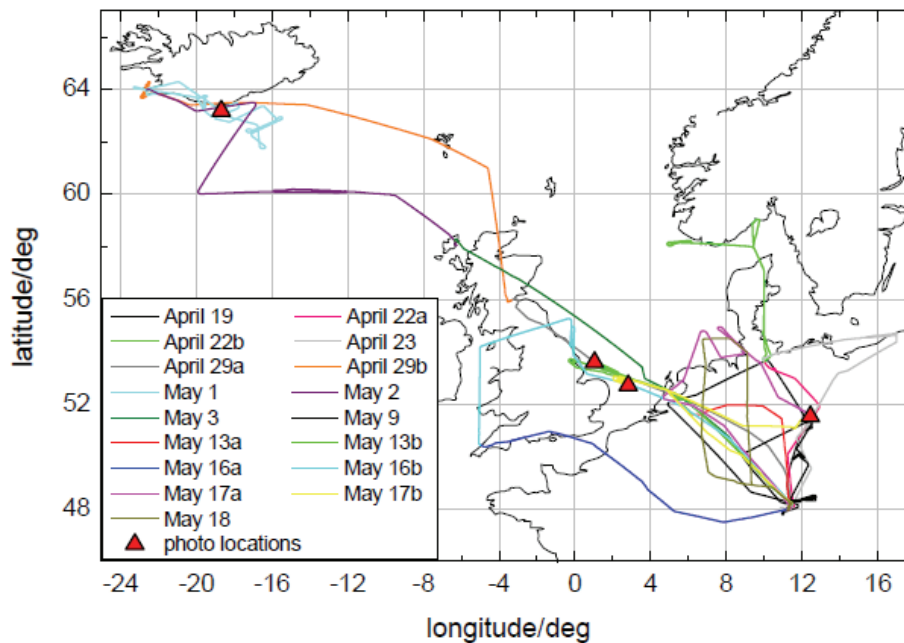 64
60
56
52
48
latitude/deg
April 19 April 22a
April 22b April 23
April 29a April 29b
May 1 May 2
May 3 May 9
May 13a May 13b
May 16a May 16b
May 17a May 17b
May 18
photo locations
-24 -20 -16 -12 -8 -4 0 4 8 12 16
longitude/deg